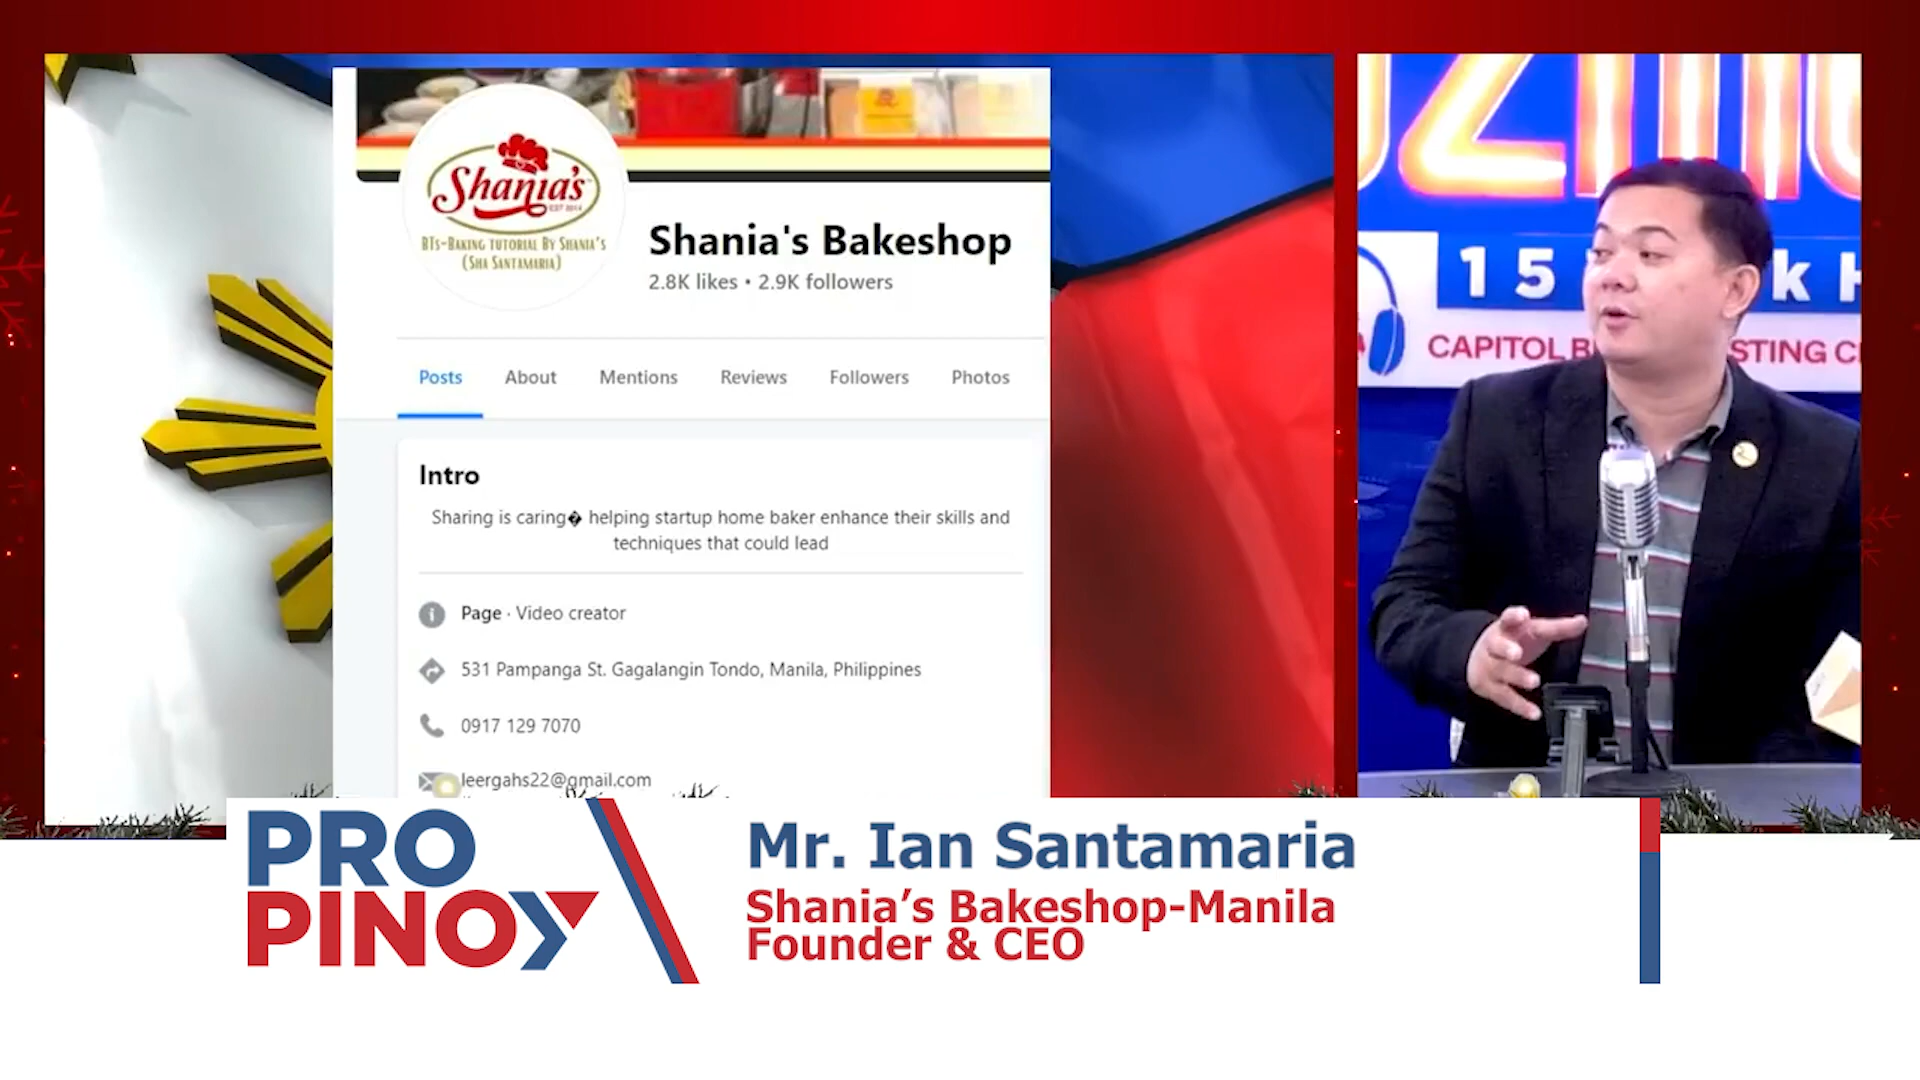 Shania's
EST 2014
BTs-Baking tutorial By Shania's
(Sha Santamaria)
Shania's Bakeshop
2.8K likes • 2.9K followers
Posts About Mentions Reviews Followers Photos
Intro
Sharing is caring� helping startup home baker enhance their skills and
techniques that could lead
Page · Video creator
531 Pampanga St. Gagalangin Tondo, Manila, Philippines
0917 129 7070
leergahs22@gmail.com
15
CAPITOL
PRO
PINOY
Mr. Ian Santamaria
Shania’s Bakeshop-Manila
Founder & CEO